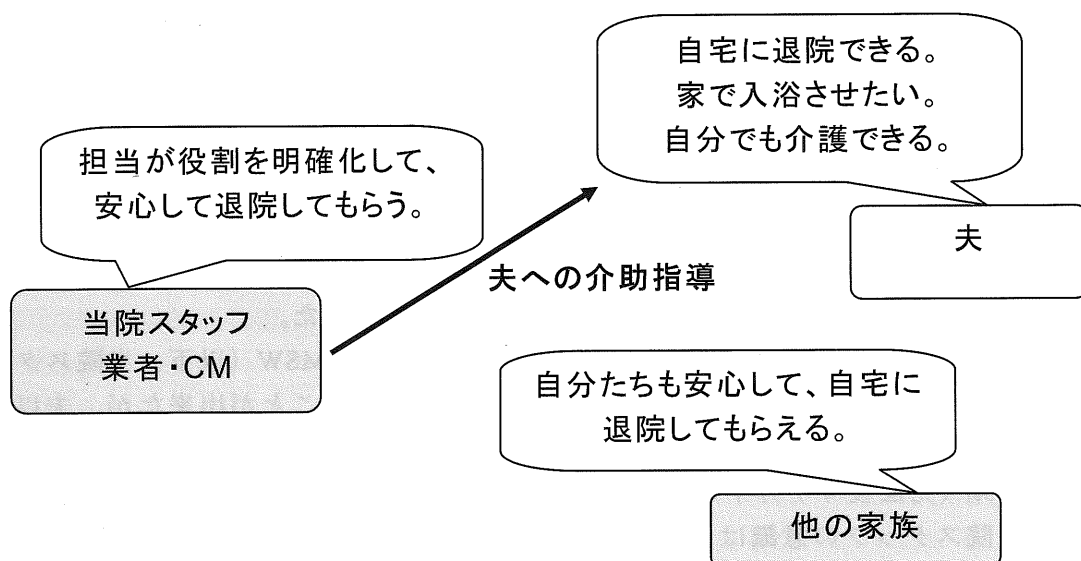 自宅に退院できる。
家で入浴させたい。
自分でも介護できる。
担当が役割を明確化して、
安心して退院してもらう。
夫
夫への介助指導
当院スタッフ
業者・CM
自分たちも安心して、自宅に
退院してもらえる。
他の家族